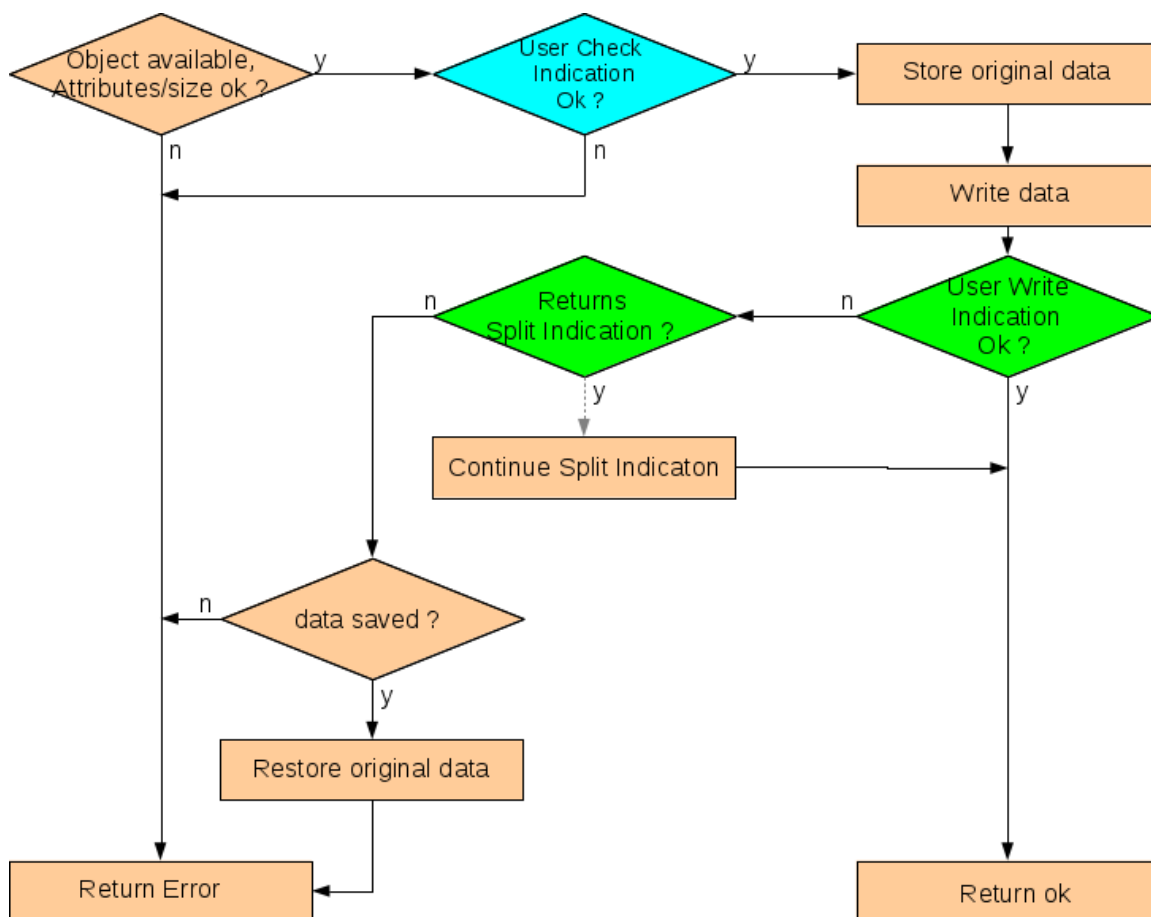 Object available,
Attributes/size ok ?
y
User Check
Indication
Ok ?
y
Store original data
n
n
Write data
n
Returns
Split Indication ?
n
User Write
Indication
Ok ?
y
y
Continue Split Indicaton
n
data saved ?
y
Restore original data
Return Error
Return ok